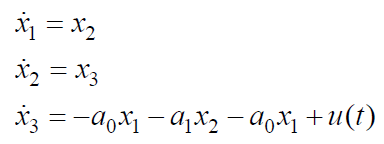 ẋ₁ = x₂
ẋ₂ = x₃
ẋ₃ = −a₀x₁ − a₁x₂ − a₀x₁ + u(t)